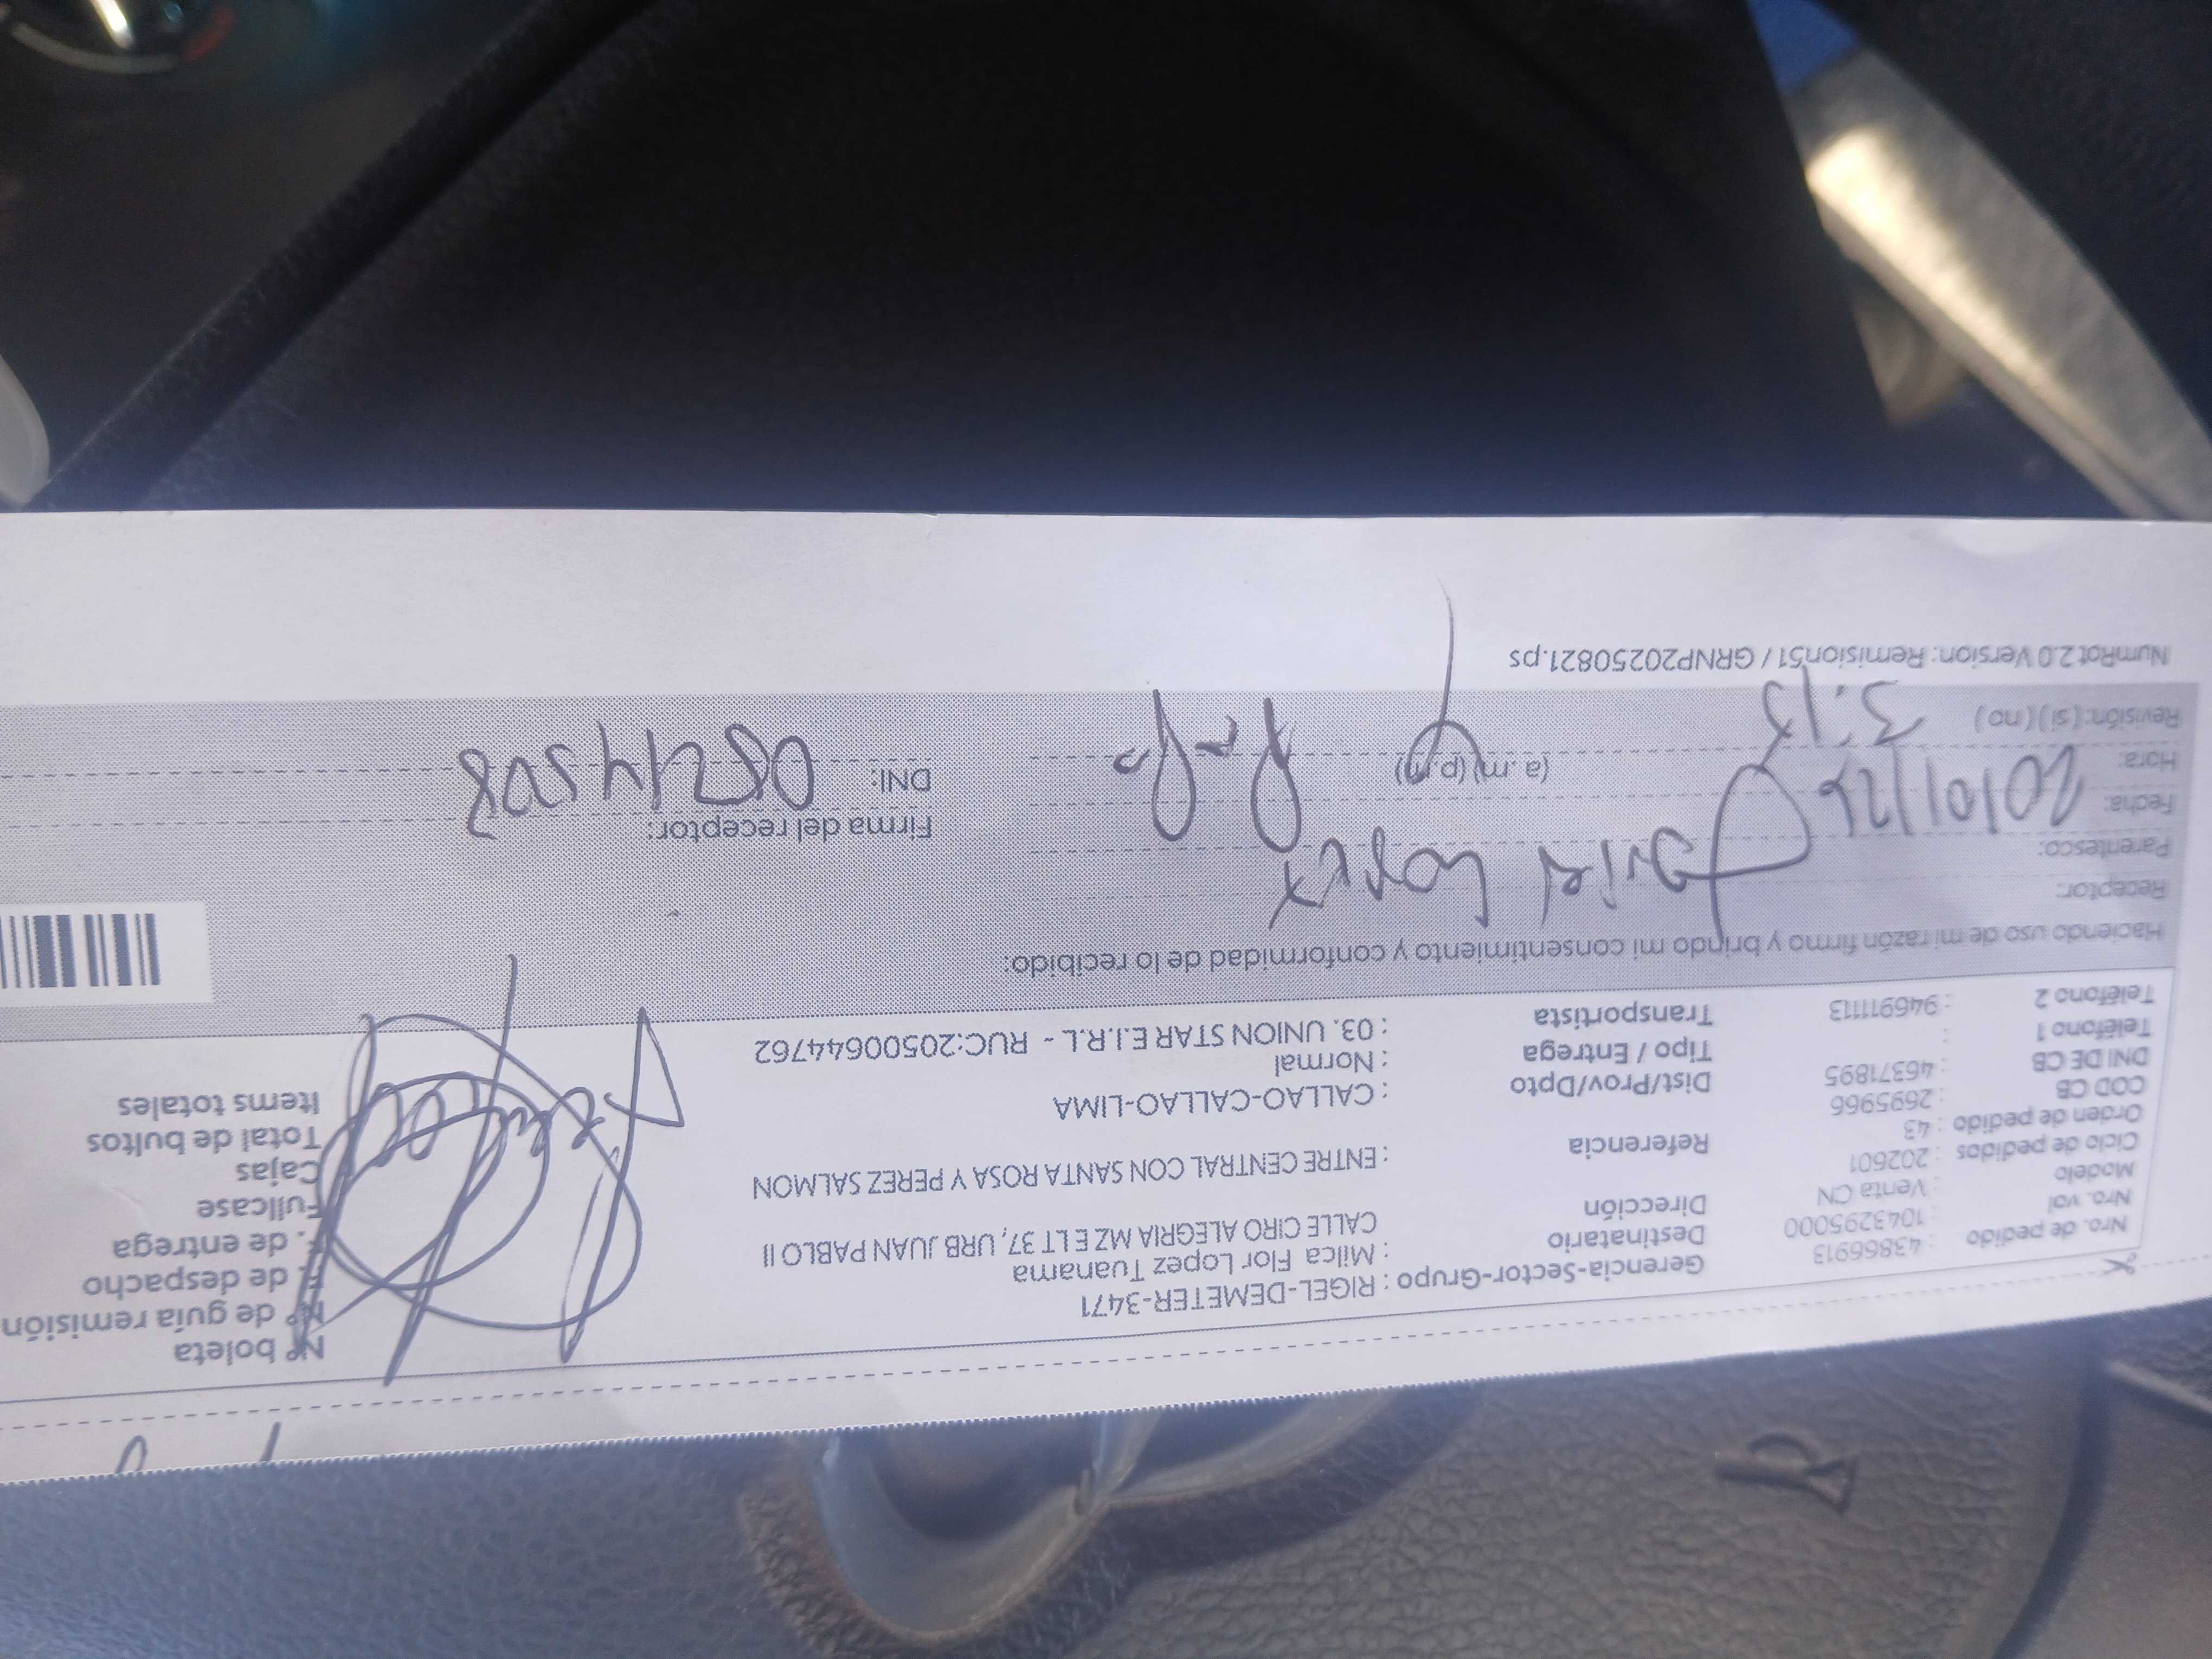 Gerencia-Sector-Grupo : RIGEL-DEMETER-3471
Nro. de pedido : 43866913
Destinatario : Milca Flor Lopez Tuanama
Nro. val : 1043295000
Dirección CALLE CIRO ALEGRIA MZ E LT 37, URB JUAN PABLO II
Modelo : Venta CN
Ciclo de pedidos : 202601
Referencia : ENTRE CENTRAL CON SANTA ROSA Y PEREZ SALMON
Orden de pedido : 43
COD CB : 2695966
Dist/Prov/Dpto : CALLAO-CALLAO-LIMA
DNI DE CB : 46371895
Tipo / Entrega : Normal
Teléfono 1 :
Transportista : 03. UNION STAR E.I.R.L - RUC:20500644762
Teléfono 2 : 946911113
Nº boleta
Nº de guía remisión
F. de despacho
F. de entrega
Fullcase
Cajas
Total de bultos
Items totales
Haciendo uso de mi razón firmo y brindo mi consentimiento y conformidad de lo recibido:
Receptor: Lopez
Parentesco:
Firma del receptor:
Fecha:
Hora: (a.m) (p.m)
DNI:
Revisión: (si) (no) 3:15
NumRot 2.0 Version: Remision51 / GRNP20250821.ps